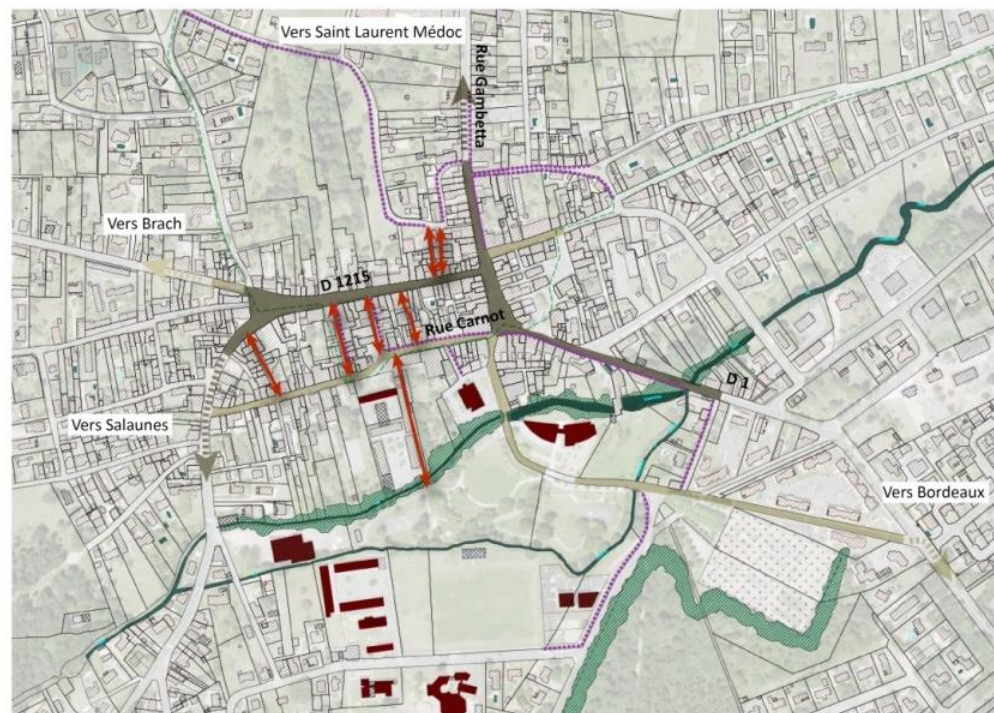 Vers Saint Laurent Médoc
Rue Gambetta
Vers Brach
D 1215
Rue Carnot
D 1
Vers Salaunes
Vers Bordeaux